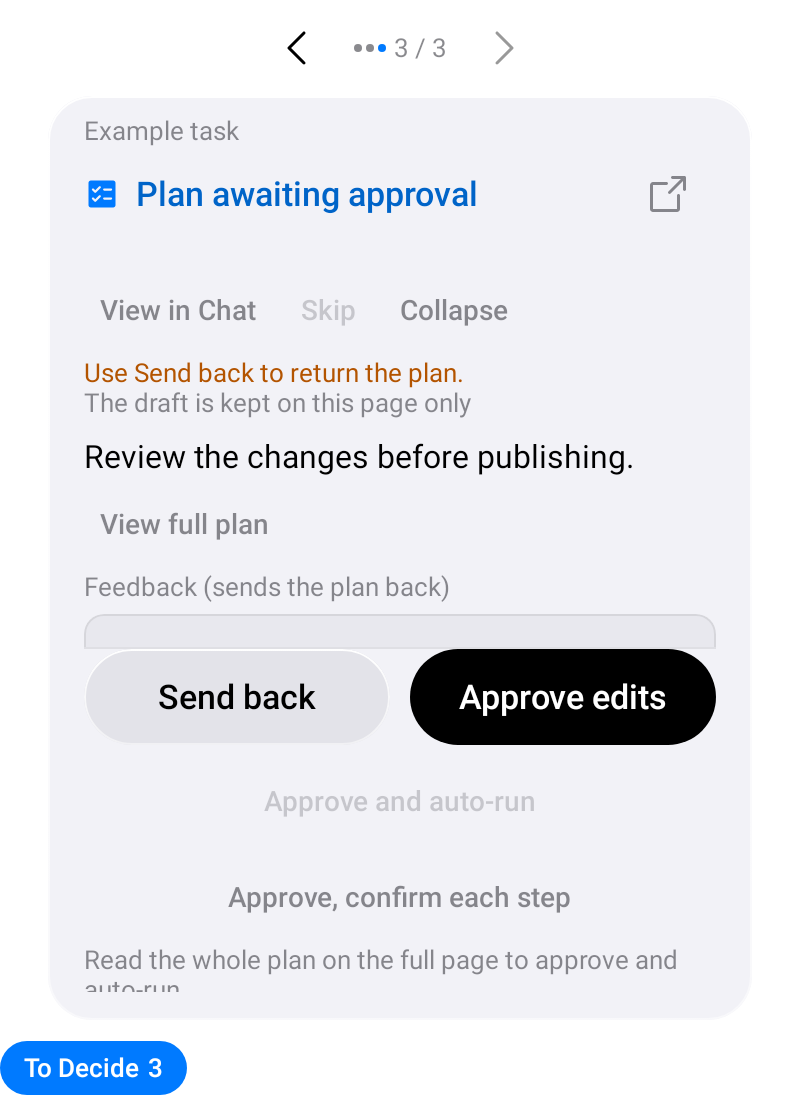 3 / 3
Example task
Plan awaiting approval
View in Chat Skip Collapse
Use Send back to return the plan.
The draft is kept on this page only
Review the changes before publishing.
View full plan
Feedback (sends the plan back)
Send back Approve edits
Approve and auto-run
Approve, confirm each step
Read the whole plan on the full page to approve and
auto-run
To Decide 3